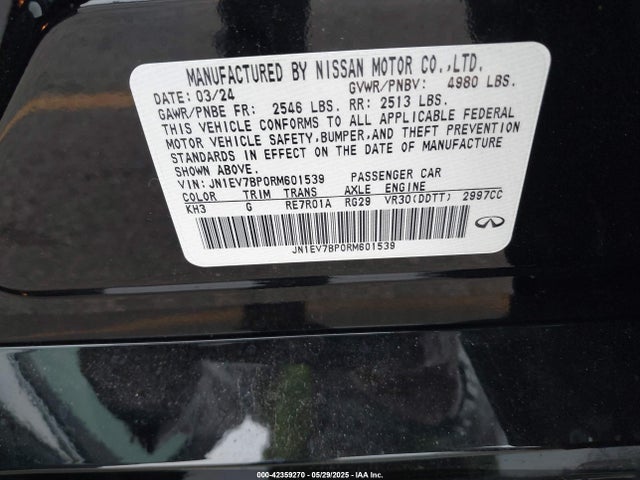 MANUFACTURED BY NISSAN MOTOR CO.,LTD.
DATE: 03/24 GVWR/PNBV: 4980 LBS.
GAWR/PNBE FR: 2546 LBS. RR: 2513 LBS.
THIS VEHICLE CONFORMS TO ALL APPLICABLE FEDERAL
MOTOR VEHICLE SAFETY, BUMPER, AND THEFT PREVENTION
STANDARDS IN EFFECT ON THE DATE OF MANUFACTURE
SHOWN ABOVE.
VIN: JN1EV7BP0RM601539 PASSENGER CAR
COLOR TRIM TRANS AXLE ENGINE
KH3 G RE7R01A RG29 VR30(DDTT) 2997CC
JN1EV7BP0RM601539
000-42359270 - 05/29/2025 - IAA Inc.